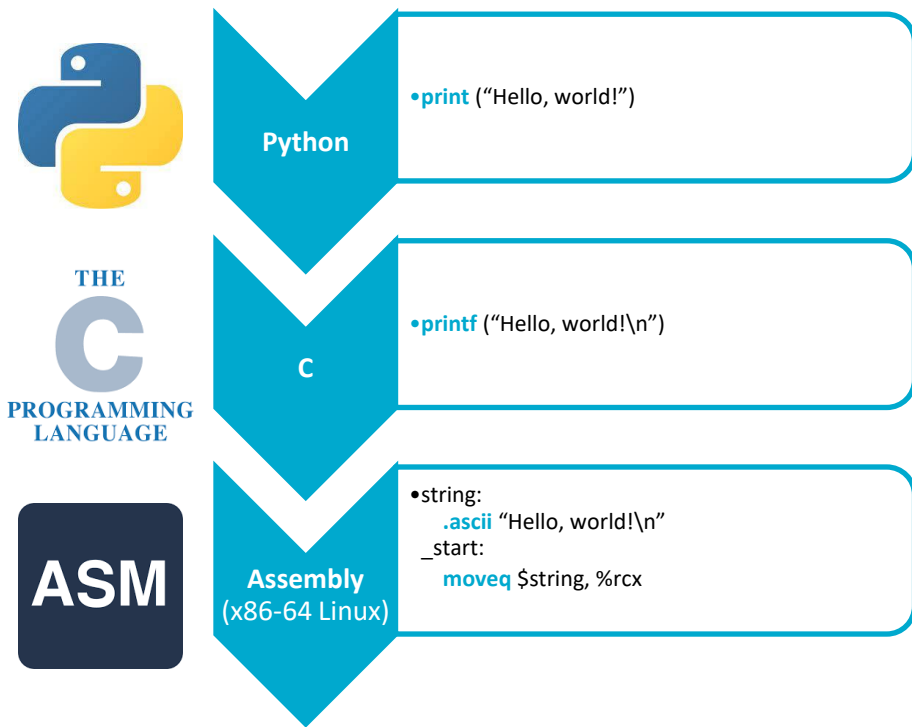 Python
•print (“Hello, world!”)
THE
C
PROGRAMMING
LANGUAGE
C
•printf (“Hello, world!\n”)
ASM
Assembly
(x86-64 Linux)
•string:
.ascii “Hello, world!\n”
_start:
moveq $string, %rcx